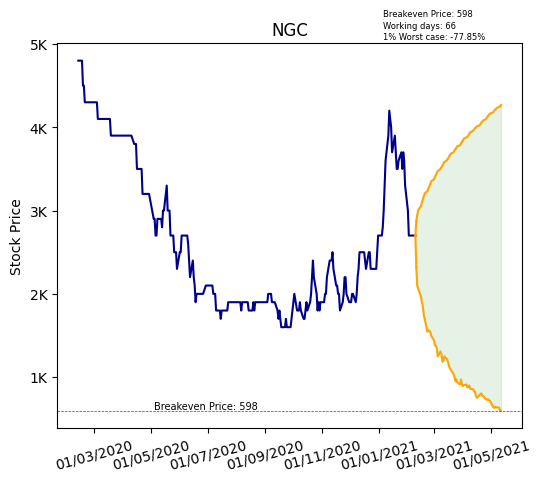 Breakeven Price: 598
Working days: 66
1% Worst case: -77.85%
NGC
5K
4K
3K
2K
1K
Stock Price
Breakeven Price: 598
01/03/2020
01/05/2020
01/07/2020
01/09/2020
01/11/2020
01/01/2021
01/03/2021
01/05/2021